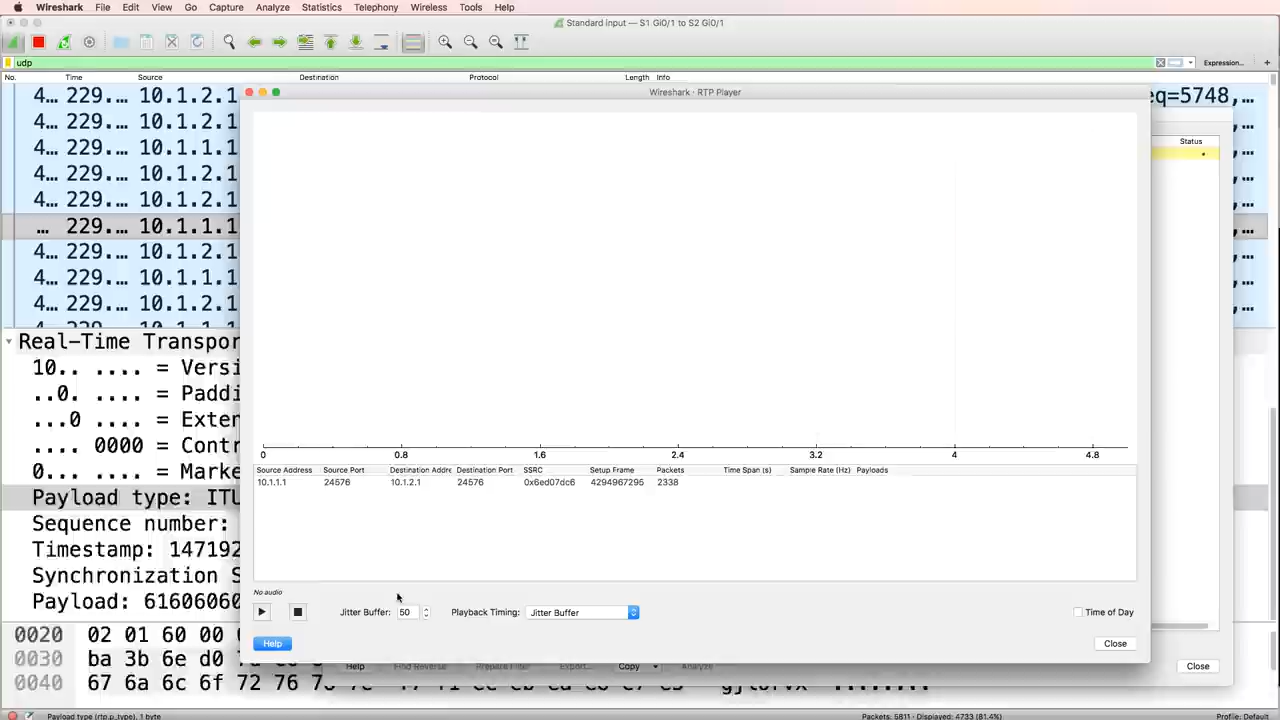 Wireshark File Edit View Go Capture Analyze Statistics Telephony Wireless Tools Help
Standard input — S1 Gi0/1 to S2 Gi0/1
udp Expression... +
No. Time Source Destination Protocol Length Info
Wireshark · RTP Player
4... 229.... 10.1.2.1 eq=5748,...
4... 229.... 10.1.2.1
4... 229.... 10.1.1.1
4... 229.... 10.1.2.1
4... 229.... 10.1.2.1
... 229.... 10.1.1.1
4... 229.... 10.1.2.1
4... 229.... 10.1.1.1
4... 229.... 10.1.2.1
Status
Real-Time Transpor
10.. .... = Versi
..0. .... = Paddi
...0 .... = Exten
.... 0000 = Contr
0... .... = Marke
Payload type: ITU
Sequence number:
Timestamp: 147192
Synchronization S
Payload: 61606060
0 0.8 1.6 2.4 3.2 4 4.8
Source Address Source Port Destination Addre Destination Port SSRC Setup Frame Packets Time Span (s) Sample Rate (Hz) Payloads
10.1.1.1 24576 10.1.2.1 24576 0x6ed07dc6 4294967295 2338
No audio
Jitter Buffer: 50 Playback Timing: Jitter Buffer Time of Day
Help Close
Help Find Reverse Prepare Filter Export... Copy Analyze Close
0020 02 01 60 00
0030 ba 3b 6e d0
0040 67 6a 6c 6f 72 76
Payload type (rtp.p_type), 1 byte Packets: 5811 · Displayed: 4733 (81.4%) Profile: Default